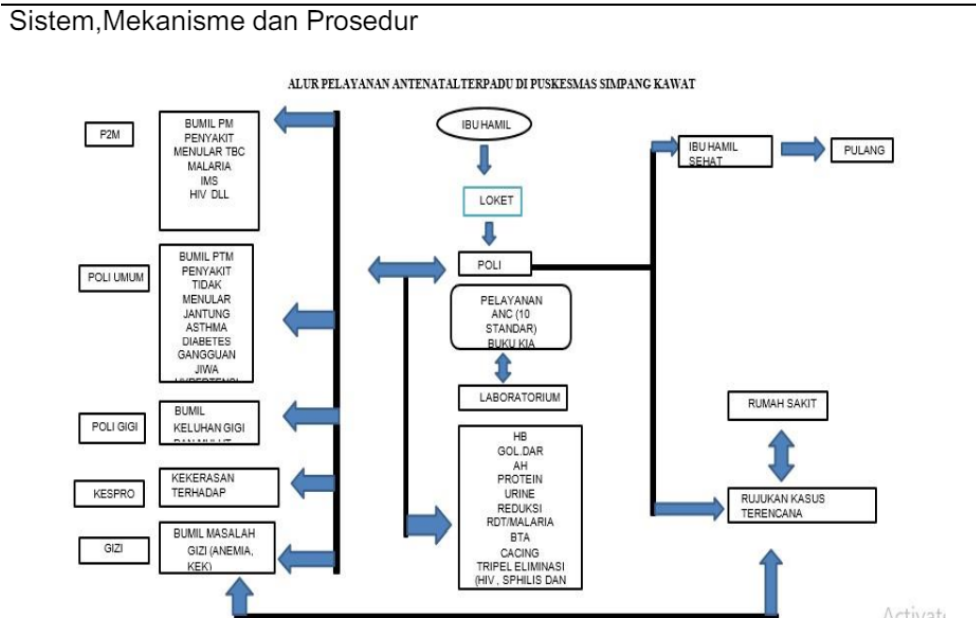 Sistem,Mekanisme dan Prosedur
ALUR PELAYANAN ANTENATAL TERPADU DI PUSKESMAS SIMPANG KAWAT
IBU HAMIL
LOKET
POLI
PELAYANAN
ANC (10
STANDAR)
BUKU KIA
LABORATORIUM
HB
GOL.DAR
AH
PROTEIN
URINE
REDUKSI
RDT/MALARIA
BTA
CACING
TRIPEL ELIMINASI
(HIV , SPHILIS DAN
P2M
BUMIL PM
PENYAKIT
MENULAR TBC
MALARIA
IMS
HIV DLL
POLI UMUM
BUMIL PTM
PENYAKIT
TIDAK
MENULAR
JANTUNG
ASTHMA
DIABETES
GANGGUAN
JIWA
POLI GIGI
BUMIL
KELUHAN GIGI
KESPRO
KEKERASAN
TERHADAP
GIZI
BUMIL MASALAH
GIZI (ANEMIA,
KEK)
IBU HAMIL
SEHAT
PULANG
RUMAH SAKIT
RUJUKAN KASUS
TERENCANA